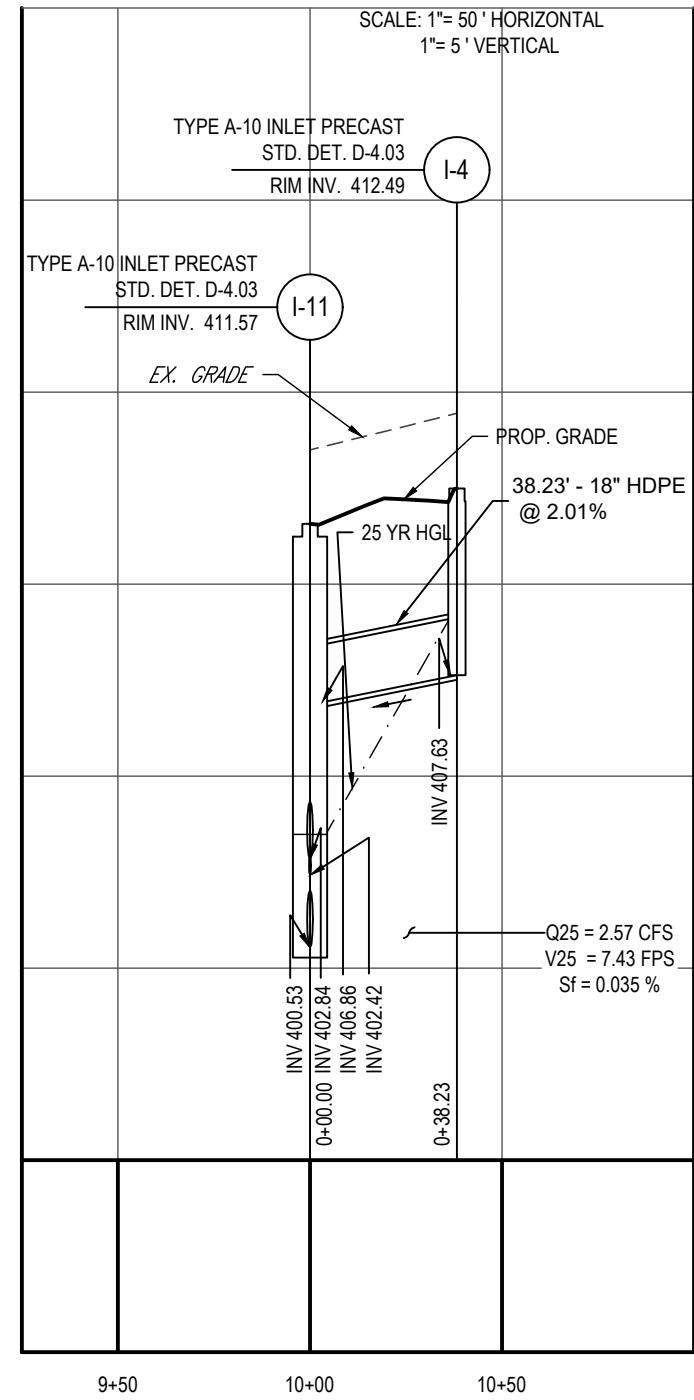 SCALE: 1"= 50 ' HORIZONTAL
1"= 5 ' VERTICAL
TYPE A-10 INLET PRECAST
STD. DET. D-4.03
RIM INV. 412.49
I-4
TYPE A-10 INLET PRECAST
STD. DET. D-4.03
RIM INV. 411.57
I-11
EX. GRADE
PROP. GRADE
38.23' - 18" HDPE
@ 2.01%
25 YR HGL
INV 407.63
Q25 = 2.57 CFS
V25 = 7.43 FPS
Sf = 0.035 %
INV 400.53
INV 402.84
INV 406.86
INV 402.42
0+00.00
0+38.23
9+50
10+00
10+50